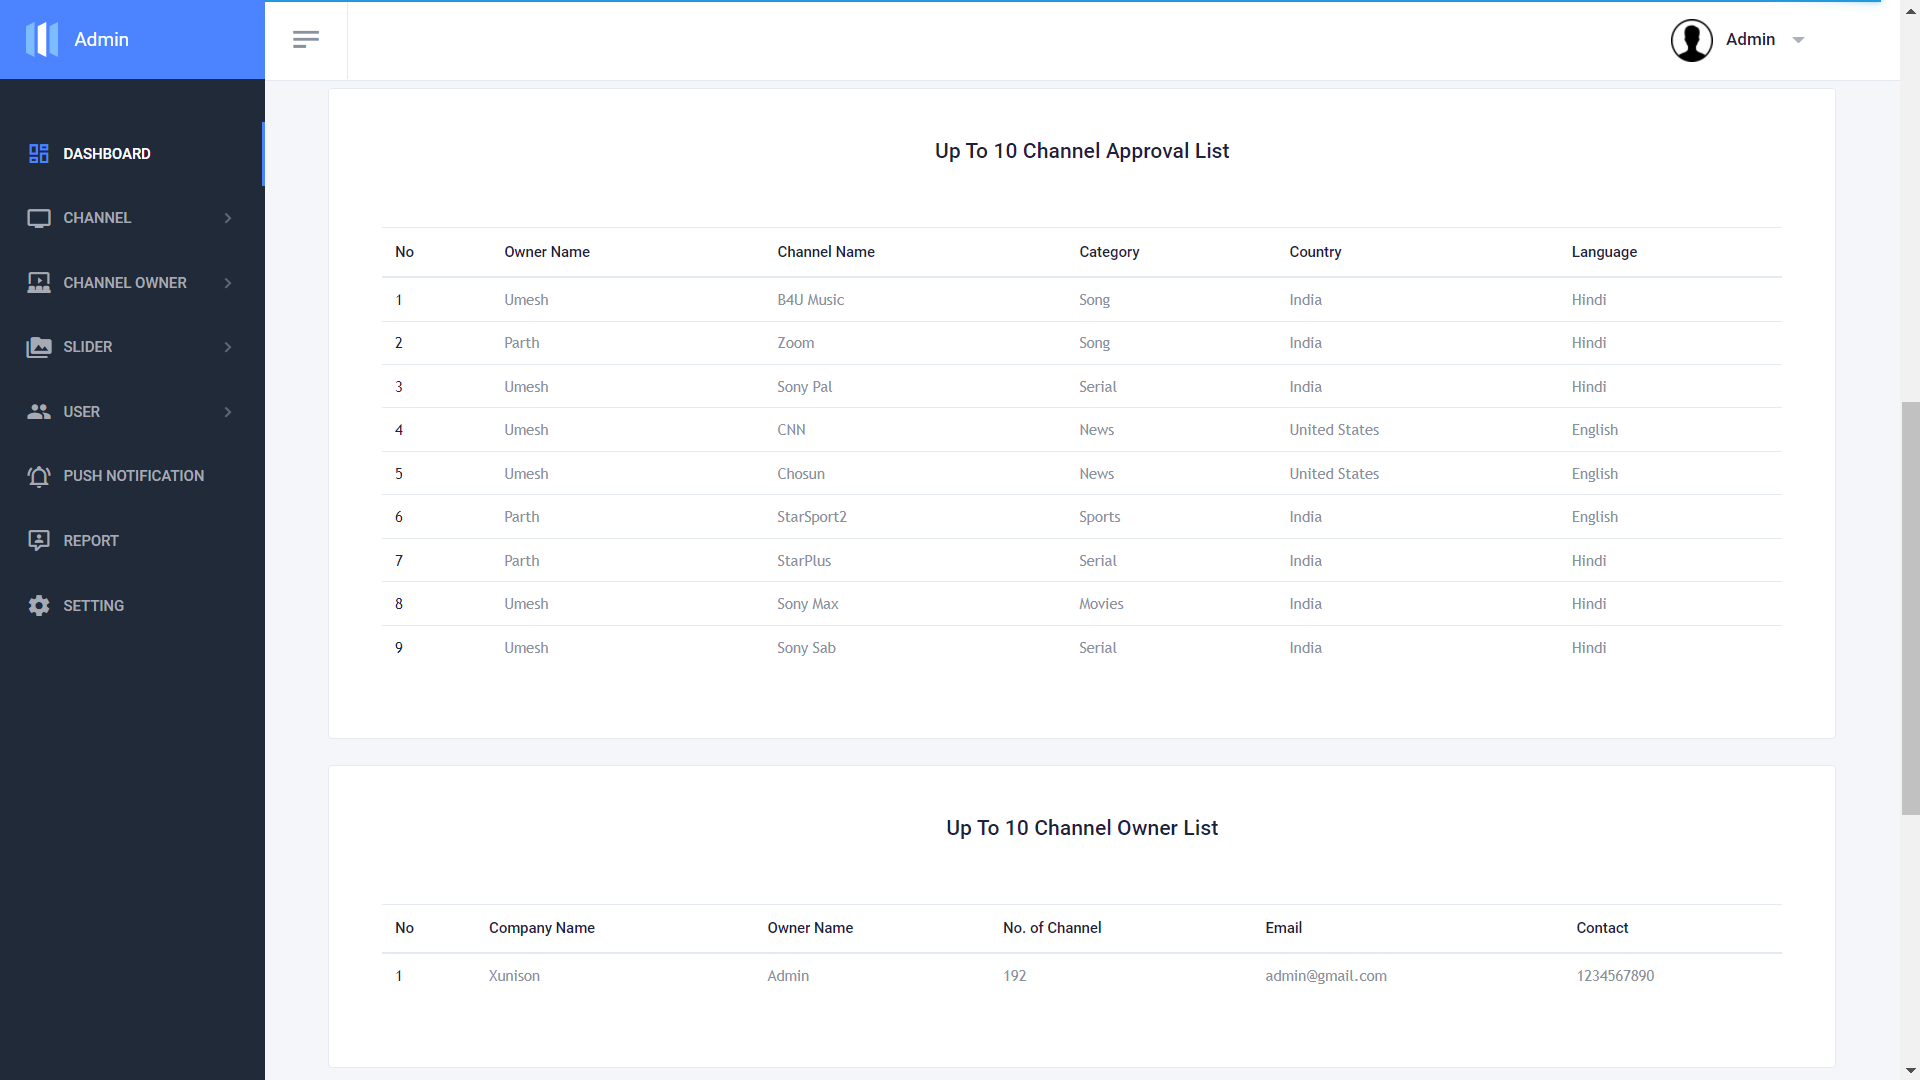 Admin
Admin
DASHBOARD
CHANNEL
CHANNEL OWNER
SLIDER
USER
PUSH NOTIFICATION
REPORT
SETTING
Up To 10 Channel Approval List
No Owner Name Channel Name Category Country Language
1 Umesh B4U Music Song India Hindi
2 Parth Zoom Song India Hindi
3 Umesh Sony Pal Serial India Hindi
4 Umesh CNN News United States English
5 Umesh Chosun News United States English
6 Parth StarSport2 Sports India English
7 Parth StarPlus Serial India Hindi
8 Umesh Sony Max Movies India Hindi
9 Umesh Sony Sab Serial India Hindi
Up To 10 Channel Owner List
No Company Name Owner Name No. of Channel Email Contact
1 Xunison Admin 192 admin@gmail.com 1234567890